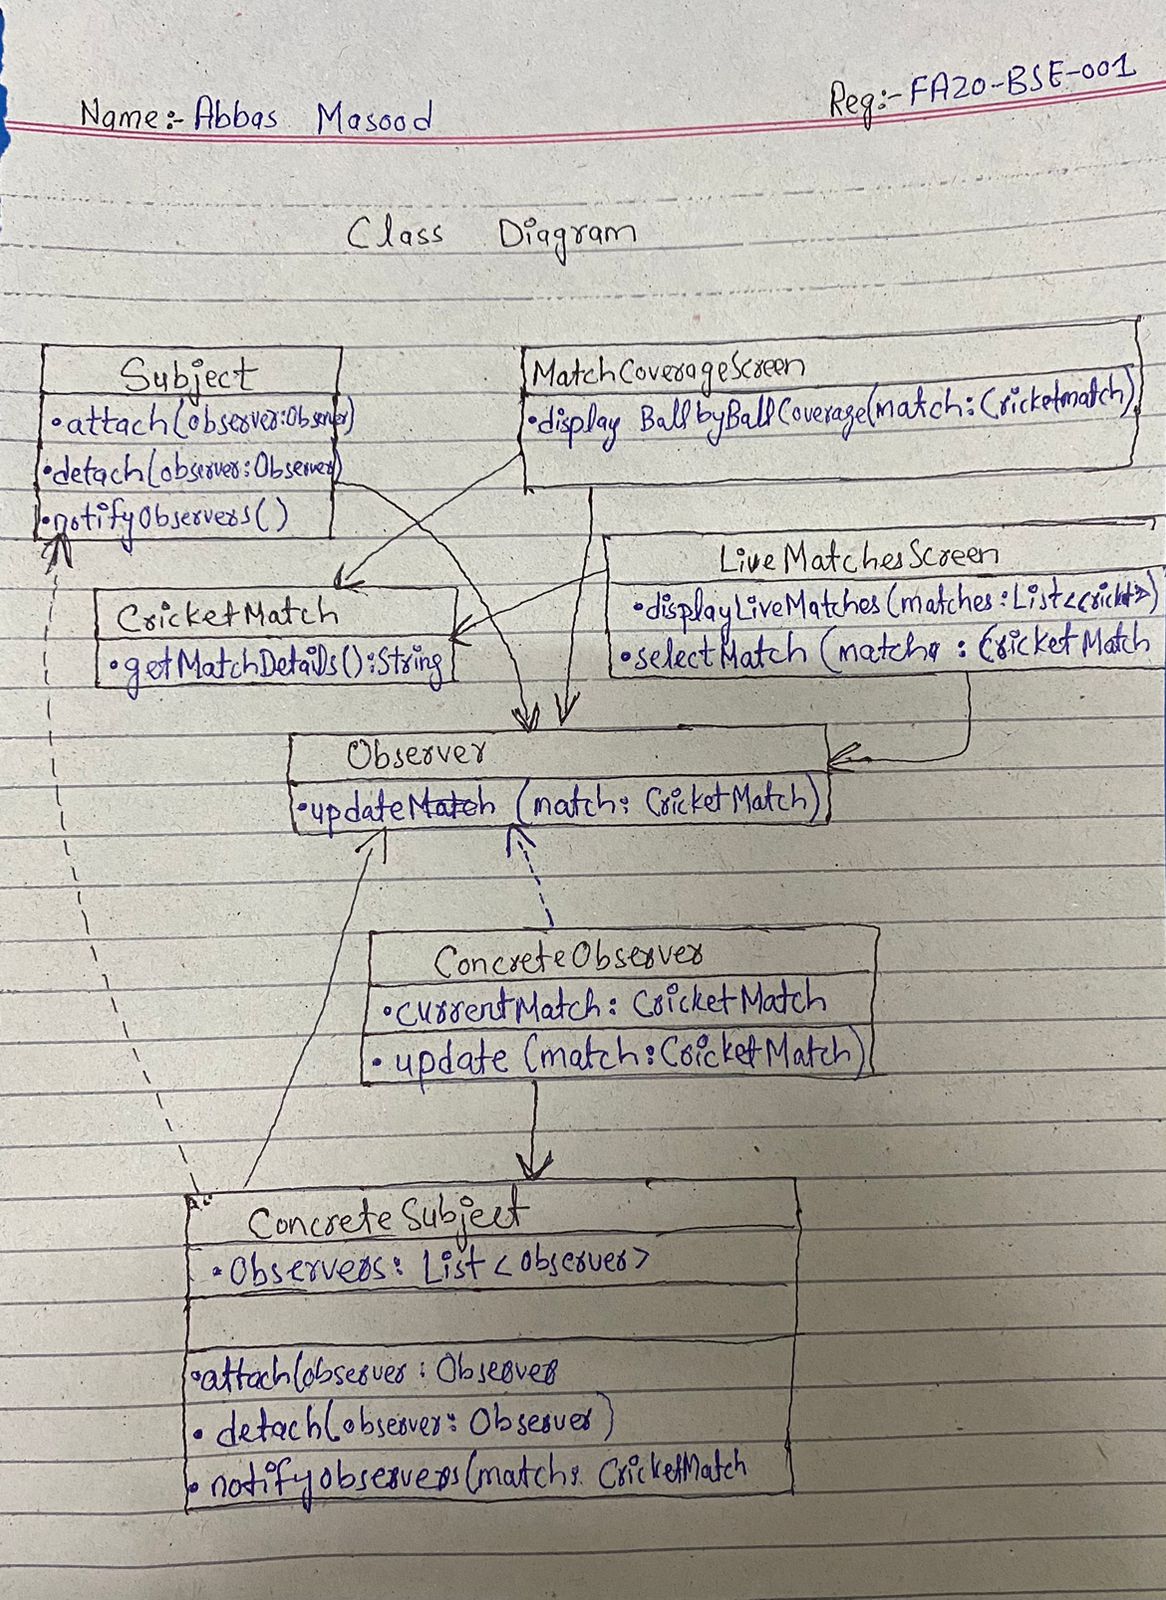 Name:- Abbas Masood
Reg:- FA20-BSE-001
Class Diagram
Subject
•attach(observer:Observer)
•detach(observer:Observer)
•notifyObservers()
MatchCoverageScreen
•display BallbyBallCoverage(match:Cricketmatch)
LiveMatchesScreen
•displayLiveMatches(matches:List<Cricket>)
•selectMatch (match : CricketMatch
CricketMatch
•getMatchDetails():String
Observer
•updateMatch (match: CricketMatch)
ConcreteObserver
•currentMatch: CricketMatch
•update (match:CricketMatch)
ConcreteSubject
•Observers: List<observer>
•attach(observer: Observer
•detach(observer: Observer)
•notifyobservers(match: CricketMatch